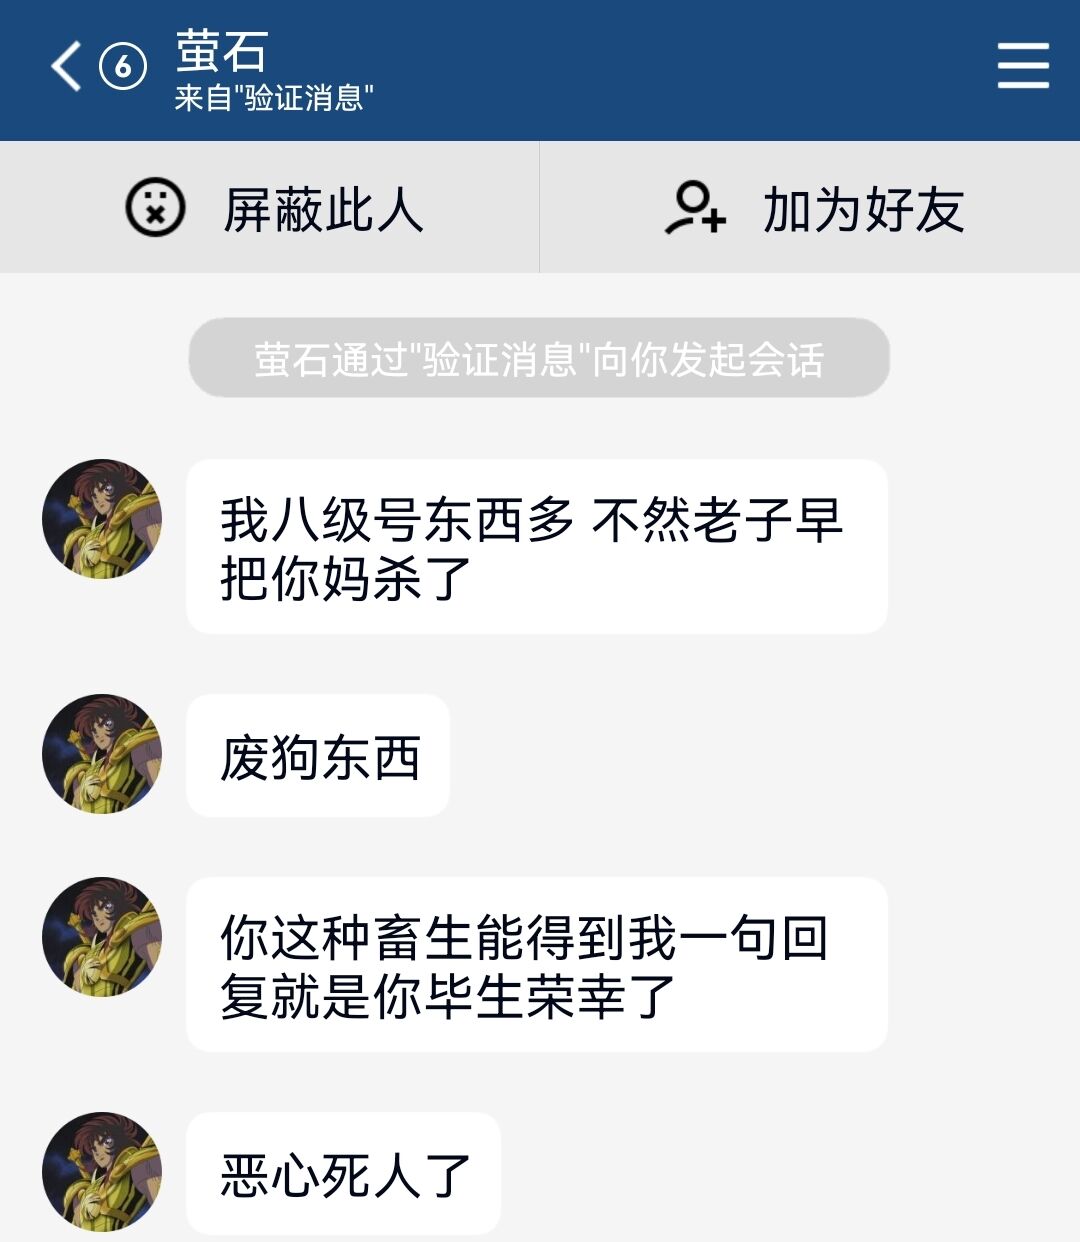 6
萤石
来自"验证消息"
屏蔽此人
加为好友
萤石通过"验证消息"向你发起会话
我八级号东西多 不然老子早
把你妈杀了
废狗东西
你这种畜生能得到我一句回
复就是你毕生荣幸了
恶心死人了